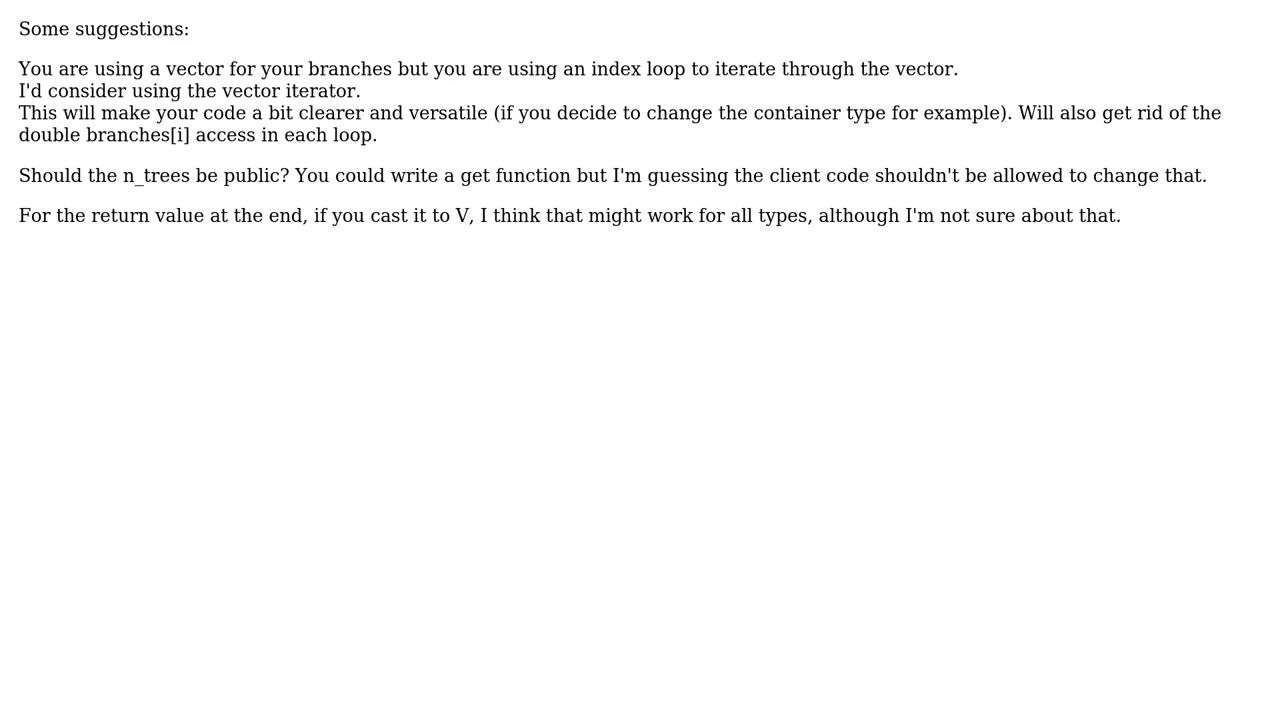 Some suggestions:
You are using a vector for your branches but you are using an index loop to iterate through the vector.
I'd consider using the vector iterator.
This will make your code a bit clearer and versatile (if you decide to change the container type for example). Will also get rid of the
double branches[i] access in each loop.
Should the n_trees be public? You could write a get function but I'm guessing the client code shouldn't be allowed to change that.
For the return value at the end, if you cast it to V, I think that might work for all types, although I'm not sure about that.